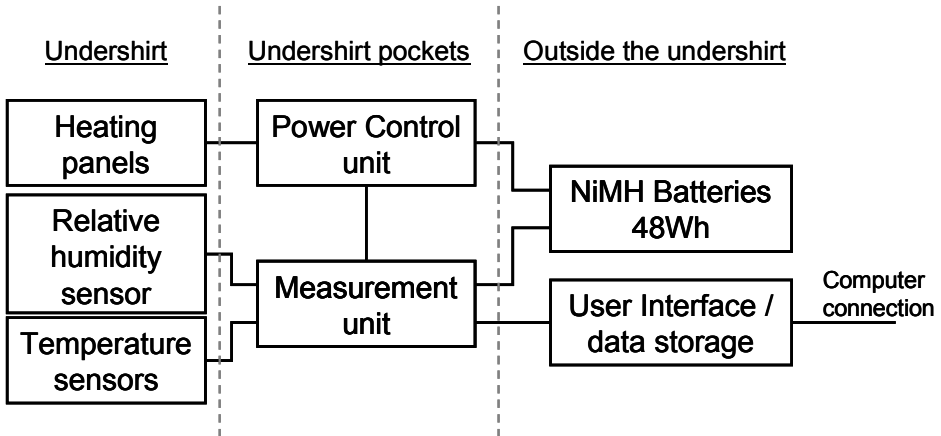 Undershirt
Undershirt pockets
Outside the undershirt
Heating
panels
Power Control
unit
NiMH Batteries
48Wh
Relative
humidity
sensor
Measurement
unit
User Interface /
data storage
Computer
connection
Temperature
sensors